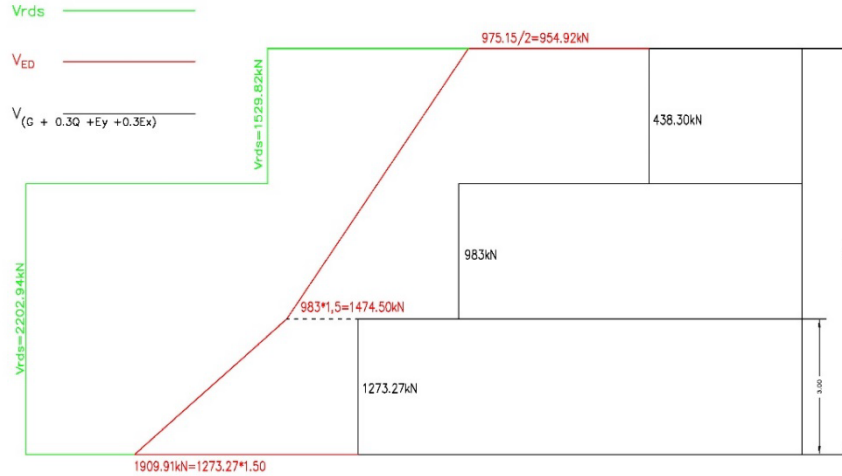 Vrds
VED
V(G + 0.3Q +Ey +0.3Ex)
975.15/2=954.92kN
Vrds=1529.82kN
438.30kN
983kN
Vrds=2202.94kN
983*1,5=1474.50kN
1273.27kN
3.00
1909.91kN=1273.27*1.50